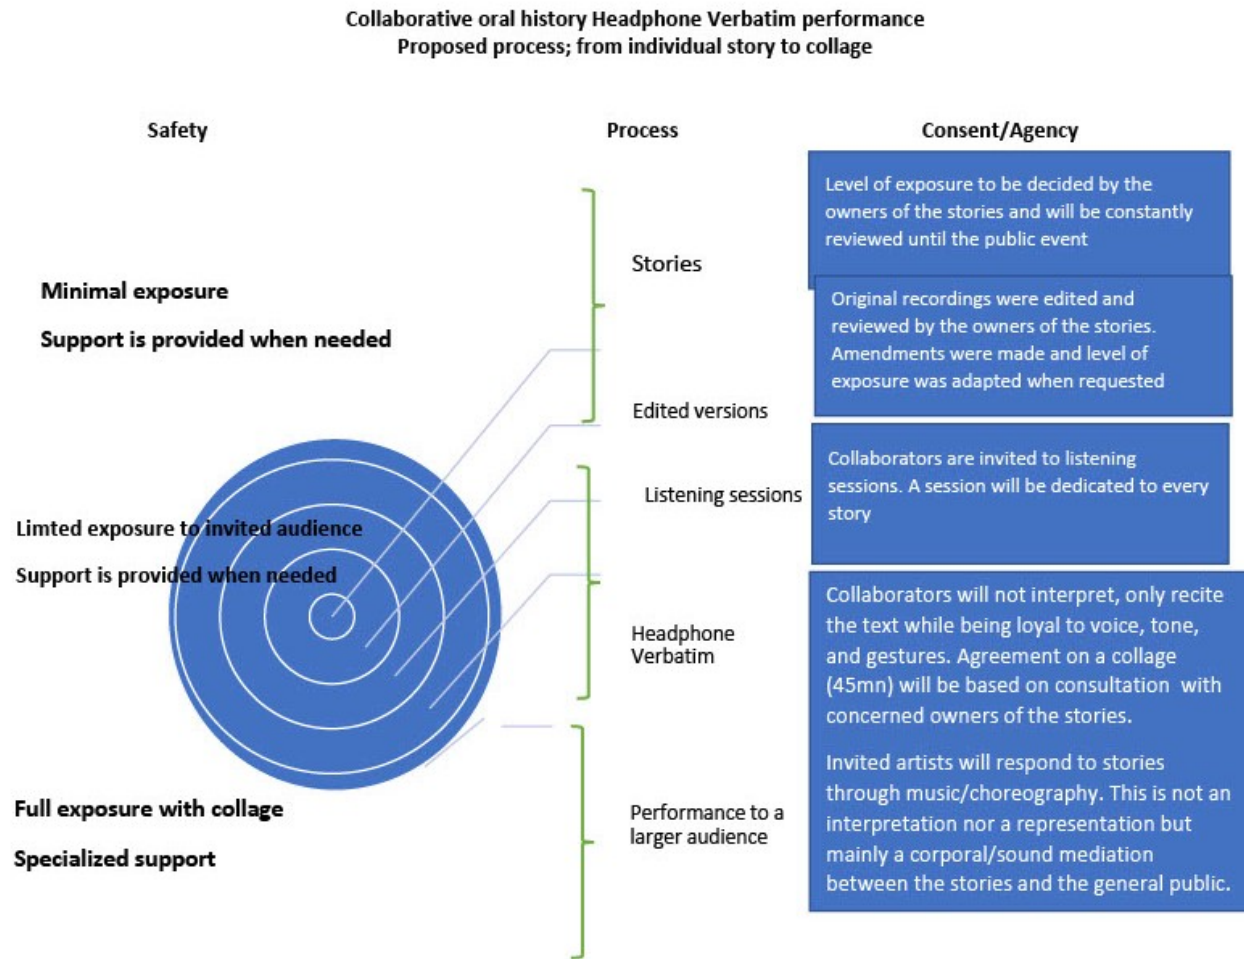 Collaborative oral history Headphone Verbatim performance
Proposed process; from individual story to collage
Safety
Process
Consent/Agency
Minimal exposure
Support is provided when needed
Limted exposure to invited audience
Support is provided when needed
Full exposure with collage
Specialized support
Stories
Edited versions
Listening sessions
Headphone
Verbatim
Performance to a
larger audience
Level of exposure to be decided by the
owners of the stories and will be constantly
reviewed until the public event
Original recordings were edited and
reviewed by the owners of the stories.
Amendments were made and level of
exposure was adapted when requested
Collaborators are invited to listening
sessions. A session will be dedicated to every
story
Collaborators will not interpret, only recite
the text while being loyal to voice, tone,
and gestures. Agreement on a collage
(45mn) will be based on consultation with
concerned owners of the stories.
Invited artists will respond to stories
through music/choreography. This is not an
interpretation nor a representation but
mainly a corporal/sound mediation
between the stories and the general public.